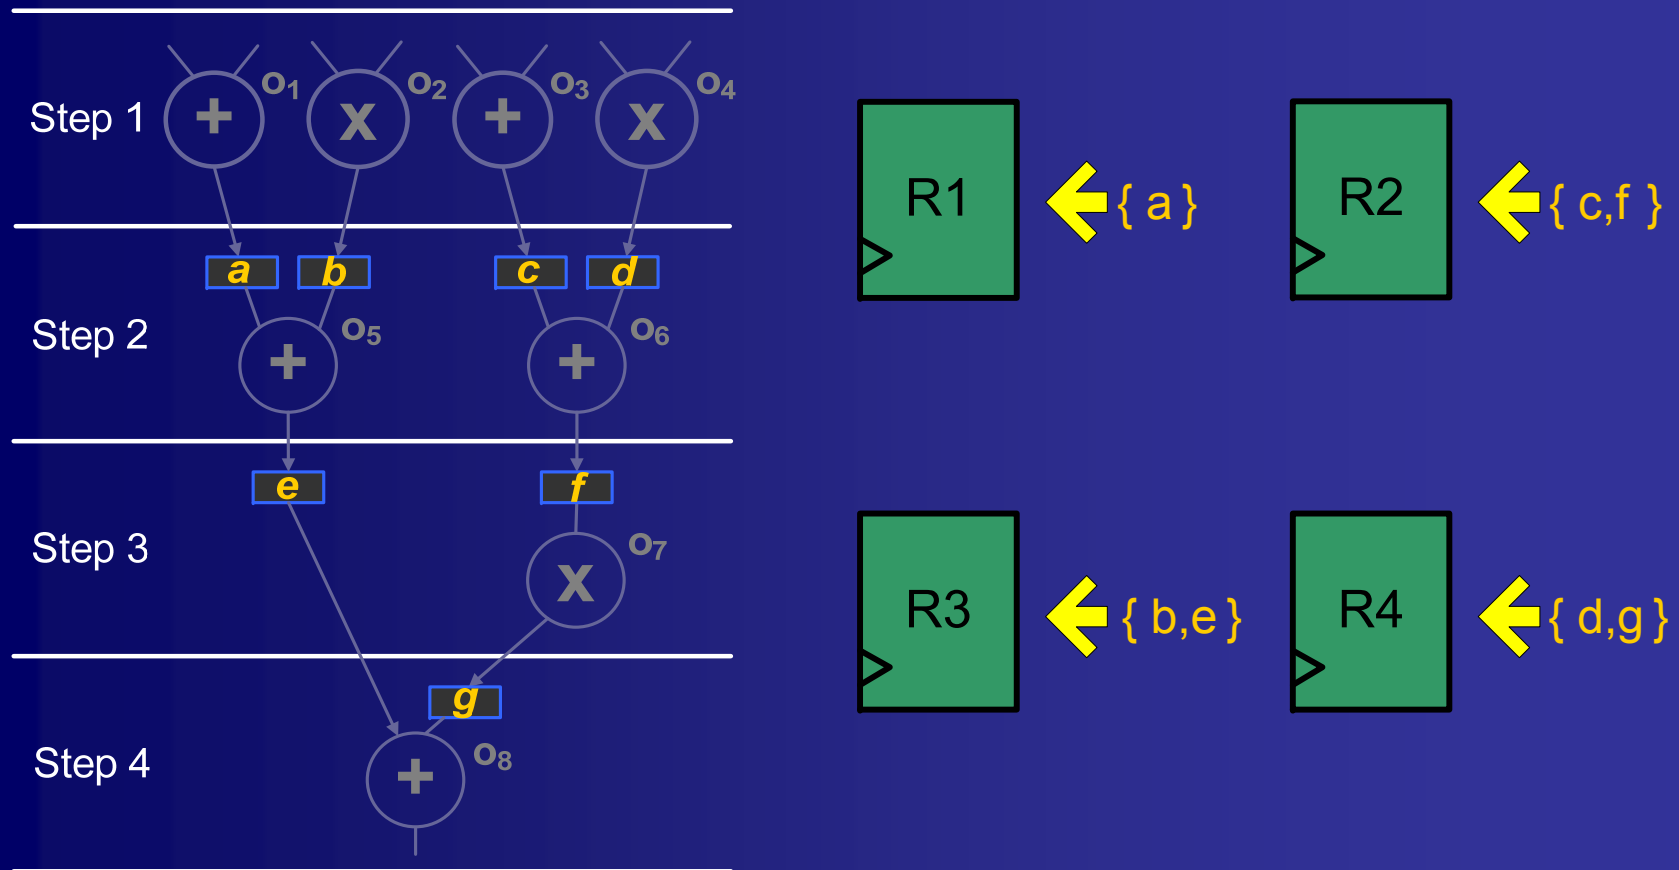 + o1 x o2 + o3 x o4
Step 1
a b c d
Step 2
+ o5 + o6
e f
Step 3
x o7
g
Step 4
+ o8
R1 { a }
R2 { c,f }
R3 { b,e }
R4 { d,g }